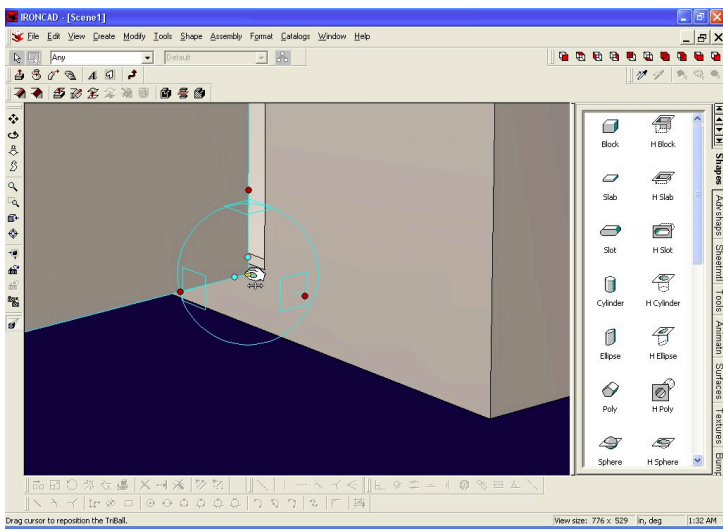 IRONCAD - [Scene1]
File Edit View Create Modify Tools Shape Assembly Format Catalogs Window Help
Any
Default
Block
H Block
Slab
H Slab
Slot
H Slot
Cylinder
H Cylinder
Ellipse
H Ellipse
Poly
H Poly
Sphere
H Sphere
Shapes
Advshaps
Sheetmtl
Tools
Animatn
Surfaces
Textures
Bump
Drag cursor to reposition the TriBall.
View size: 776 x 529
in, deg
1:32 AM